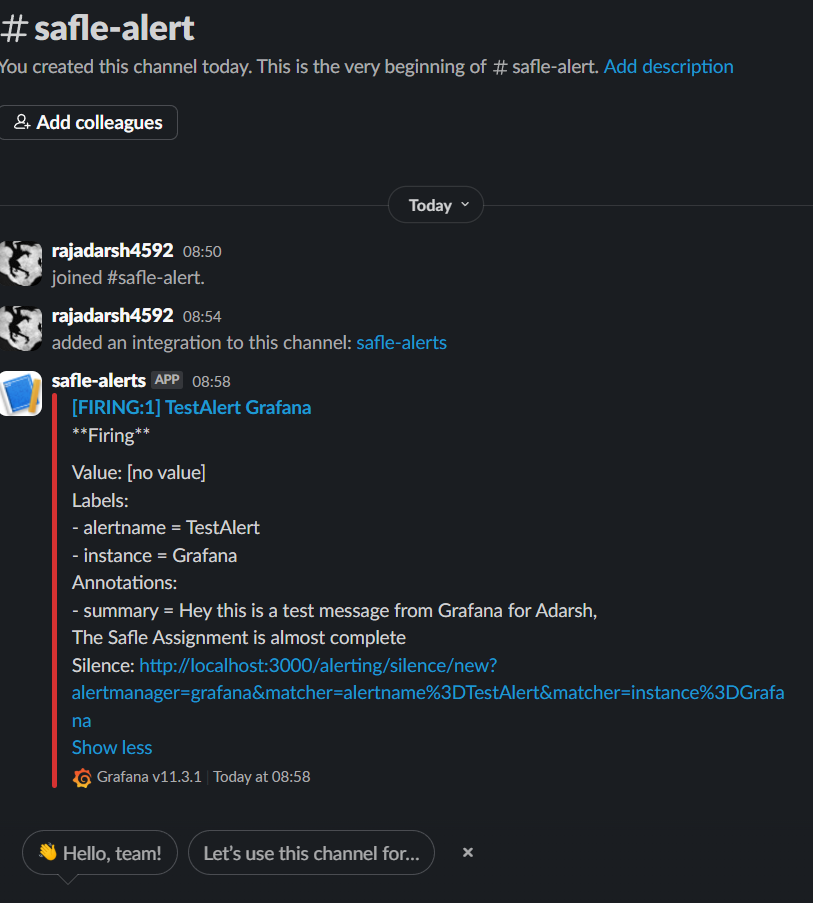 # safle-alert
You created this channel today. This is the very beginning of # safle-alert. Add description
Add colleagues
Today
rajadarsh4592 08:50
joined #safle-alert.
rajadarsh4592 08:54
added an integration to this channel: safle-alerts
safle-alerts APP 08:58
[FIRING:1] TestAlert Grafana
**Firing**
Value: [no value]
Labels:
- alertname = TestAlert
- instance = Grafana
Annotations:
- summary = Hey this is a test message from Grafana for Adarsh,
The Safle Assignment is almost complete
Silence: http://localhost:3000/alerting/silence/new?
alertmanager=grafana&matcher=alertname%3DTestAlert&matcher=instance%3DGrafa
na
Show less
Grafana v11.3.1 | Today at 08:58
👋 Hello, team! Let's use this channel for... ×